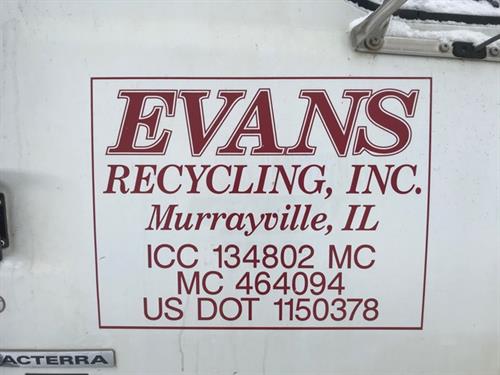 EVANS
RECYCLING, INC.
Murrayville, IL
ICC 134802 MC
MC 464094
US DOT 1150378
ACTERRA